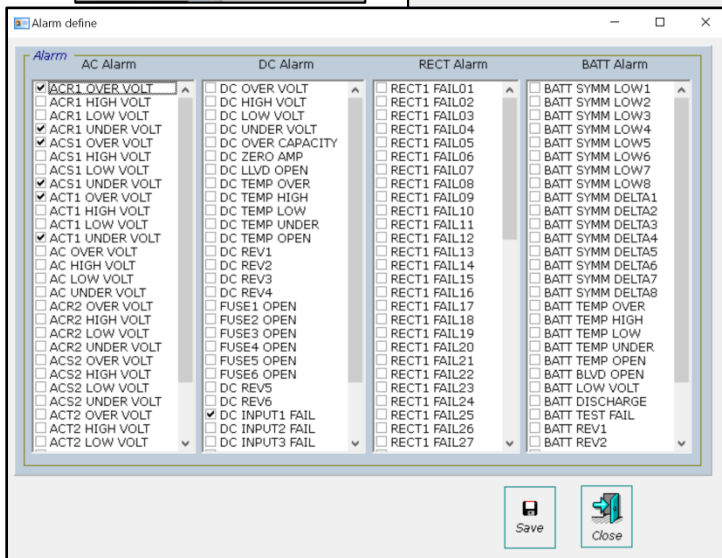 Alarm define
Alarm
AC Alarm
ACR1 OVER VOLT
ACR1 HIGH VOLT
ACR1 LOW VOLT
ACR1 UNDER VOLT
ACS1 OVER VOLT
ACS1 HIGH VOLT
ACS1 LOW VOLT
ACS1 UNDER VOLT
ACT1 OVER VOLT
ACT1 HIGH VOLT
ACT1 LOW VOLT
ACT1 UNDER VOLT
AC OVER VOLT
AC HIGH VOLT
AC LOW VOLT
AC UNDER VOLT
ACR2 OVER VOLT
ACR2 HIGH VOLT
ACR2 LOW VOLT
ACR2 UNDER VOLT
ACS2 OVER VOLT
ACS2 HIGH VOLT
ACS2 LOW VOLT
ACS2 UNDER VOLT
ACT2 OVER VOLT
ACT2 HIGH VOLT
ACT2 LOW VOLT
DC Alarm
DC OVER VOLT
DC HIGH VOLT
DC LOW VOLT
DC UNDER VOLT
DC OVER CAPACITY
DC ZERO AMP
DC LLVD OPEN
DC TEMP OVER
DC TEMP HIGH
DC TEMP LOW
DC TEMP UNDER
DC TEMP OPEN
DC REV1
DC REV2
DC REV3
DC REV4
FUSE1 OPEN
FUSE2 OPEN
FUSE3 OPEN
FUSE4 OPEN
FUSE5 OPEN
FUSE6 OPEN
DC REV5
DC REV6
DC INPUT1 FAIL
DC INPUT2 FAIL
DC INPUT3 FAIL
RECT Alarm
RECT1 FAIL01
RECT1 FAIL02
RECT1 FAIL03
RECT1 FAIL04
RECT1 FAIL05
RECT1 FAIL06
RECT1 FAIL07
RECT1 FAIL08
RECT1 FAIL09
RECT1 FAIL10
RECT1 FAIL11
RECT1 FAIL12
RECT1 FAIL13
RECT1 FAIL14
RECT1 FAIL15
RECT1 FAIL16
RECT1 FAIL17
RECT1 FAIL18
RECT1 FAIL19
RECT1 FAIL20
RECT1 FAIL21
RECT1 FAIL22
RECT1 FAIL23
RECT1 FAIL24
RECT1 FAIL25
RECT1 FAIL26
RECT1 FAIL27
BATT Alarm
BATT SYMM LOW1
BATT SYMM LOW2
BATT SYMM LOW3
BATT SYMM LOW4
BATT SYMM LOW5
BATT SYMM LOW6
BATT SYMM LOW7
BATT SYMM LOW8
BATT SYMM DELTA1
BATT SYMM DELTA2
BATT SYMM DELTA3
BATT SYMM DELTA4
BATT SYMM DELTA5
BATT SYMM DELTA6
BATT SYMM DELTA7
BATT SYMM DELTA8
BATT TEMP OVER
BATT TEMP HIGH
BATT TEMP LOW
BATT TEMP UNDER
BATT TEMP OPEN
BATT BLVD OPEN
BATT LOW VOLT
BATT DISCHARGE
BATT TEST FAIL
BATT REV1
BATT REV2
Save
Close